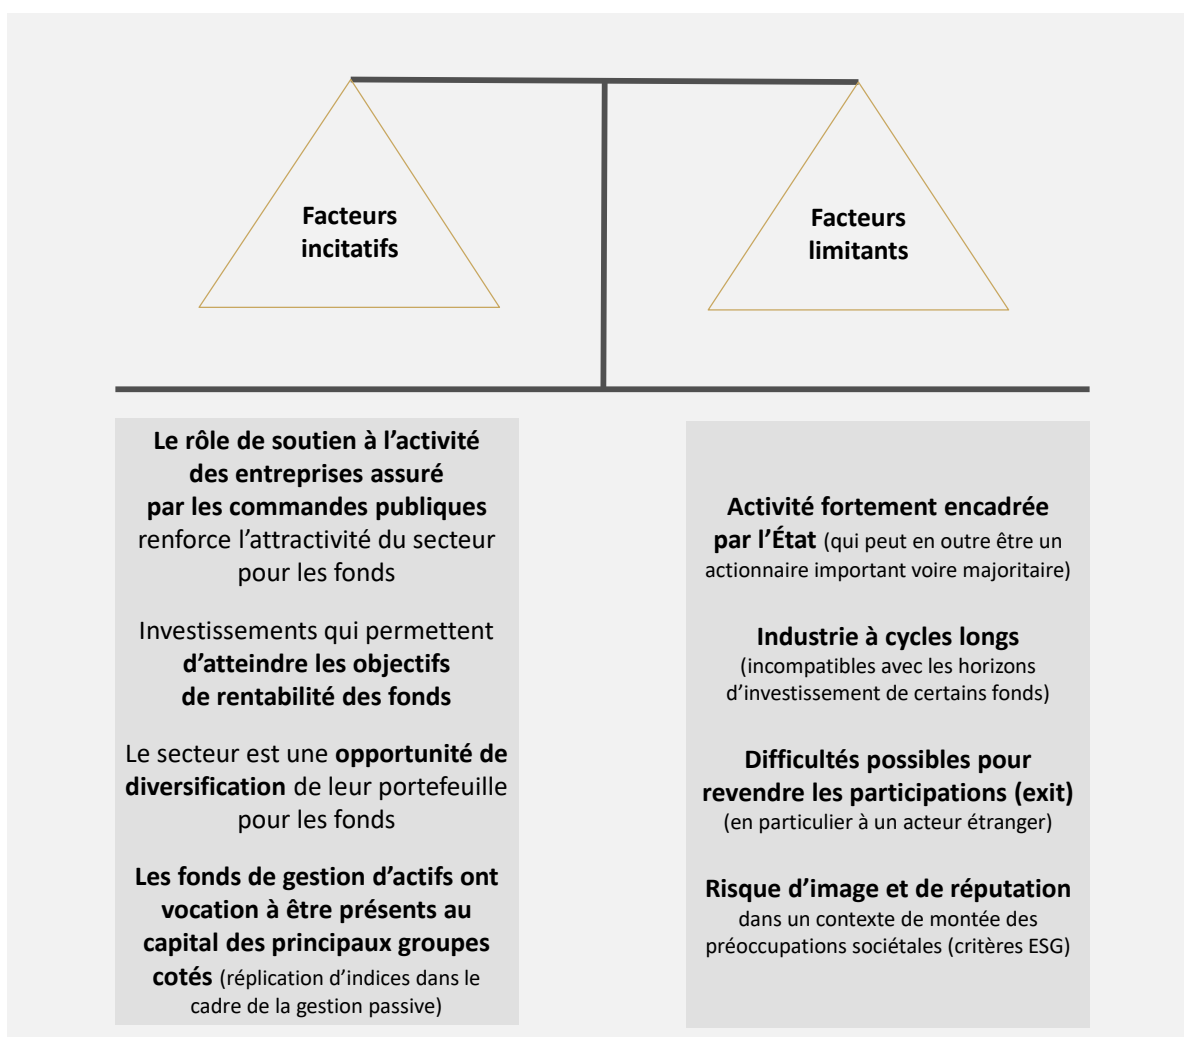 Facteurs
incitatifs
Facteurs
limitants
Le rôle de soutien à l’activité
des entreprises assuré
par les commandes publiques
renforce l’attractivité du secteur
pour les fonds
Investissements qui permettent
d’atteindre les objectifs
de rentabilité des fonds
Le secteur est une opportunité de
diversification de leur portefeuille
pour les fonds
Les fonds de gestion d’actifs ont
vocation à être présents au
capital des principaux groupes
cotés (réplication d’indices dans le
cadre de la gestion passive)
Activité fortement encadrée
par l’État (qui peut en outre être un
actionnaire important voire majoritaire)
Industrie à cycles longs
(incompatibles avec les horizons
d’investissement de certains fonds)
Difficultés possibles pour
revendre les participations (exit)
(en particulier à un acteur étranger)
Risque d’image et de réputation
dans un contexte de montée des
préoccupations sociétales (critères ESG)